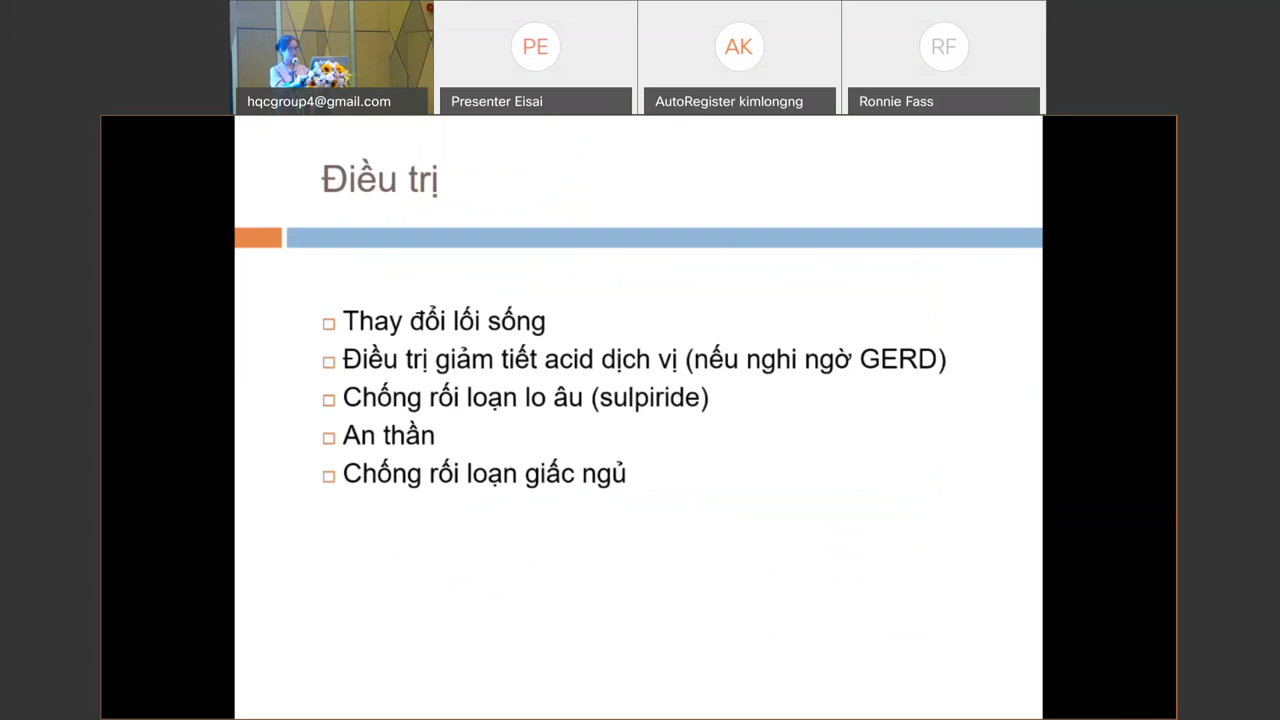 PE
AK
RF
hqcgroup4@gmail.com
Presenter Eisai
AutoRegister kimlongng
Ronnie Fass
Điều trị
Thay đổi lối sống
Điều trị giảm tiết acid dịch vị (nếu nghi ngờ GERD)
Chống rối loạn lo âu (sulpiride)
An thần
Chống rối loạn giấc ngủ